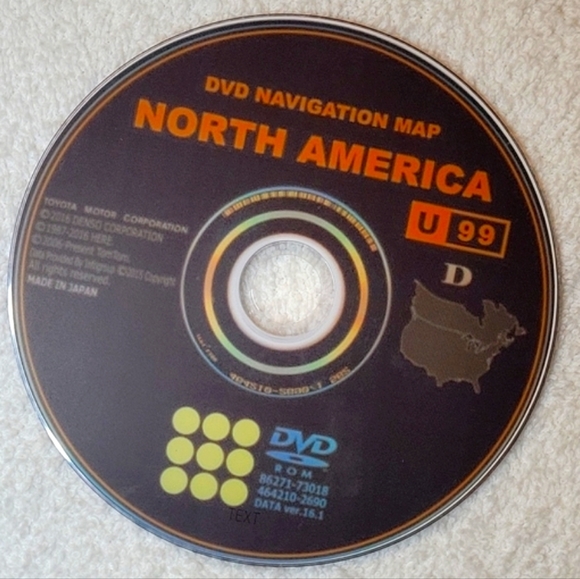 DVD NAVIGATION MAP
NORTH AMERICA
U 99
D
TOYOTA MOTOR CORPORATION
© 2016 DENSO CORPORATION
© 1987-2016 HERE.
© 2006-Present TomTom.
All rights reserved.
MADE IN JAPAN
DVD
ROM
86271-73018
464210-2690
DATA ver.16.1
TEXT